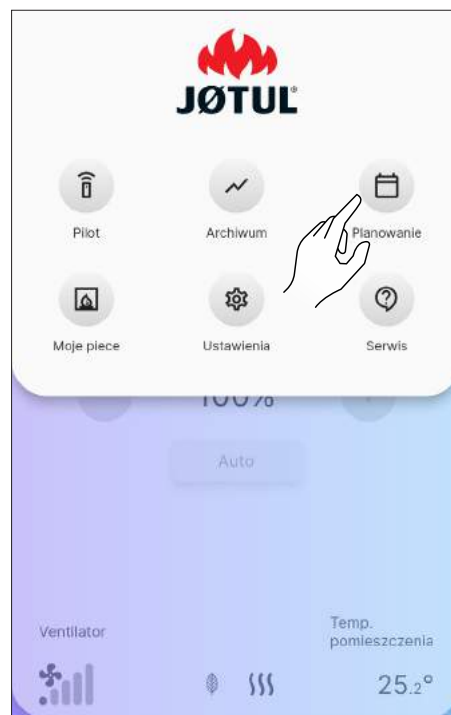 JØTUL
Pilot
Archiwum
Planowanie
Moje piece
Ustawienia
Serwis
100%
Auto
Ventilator
Temp.
pomieszczenia
25.2°